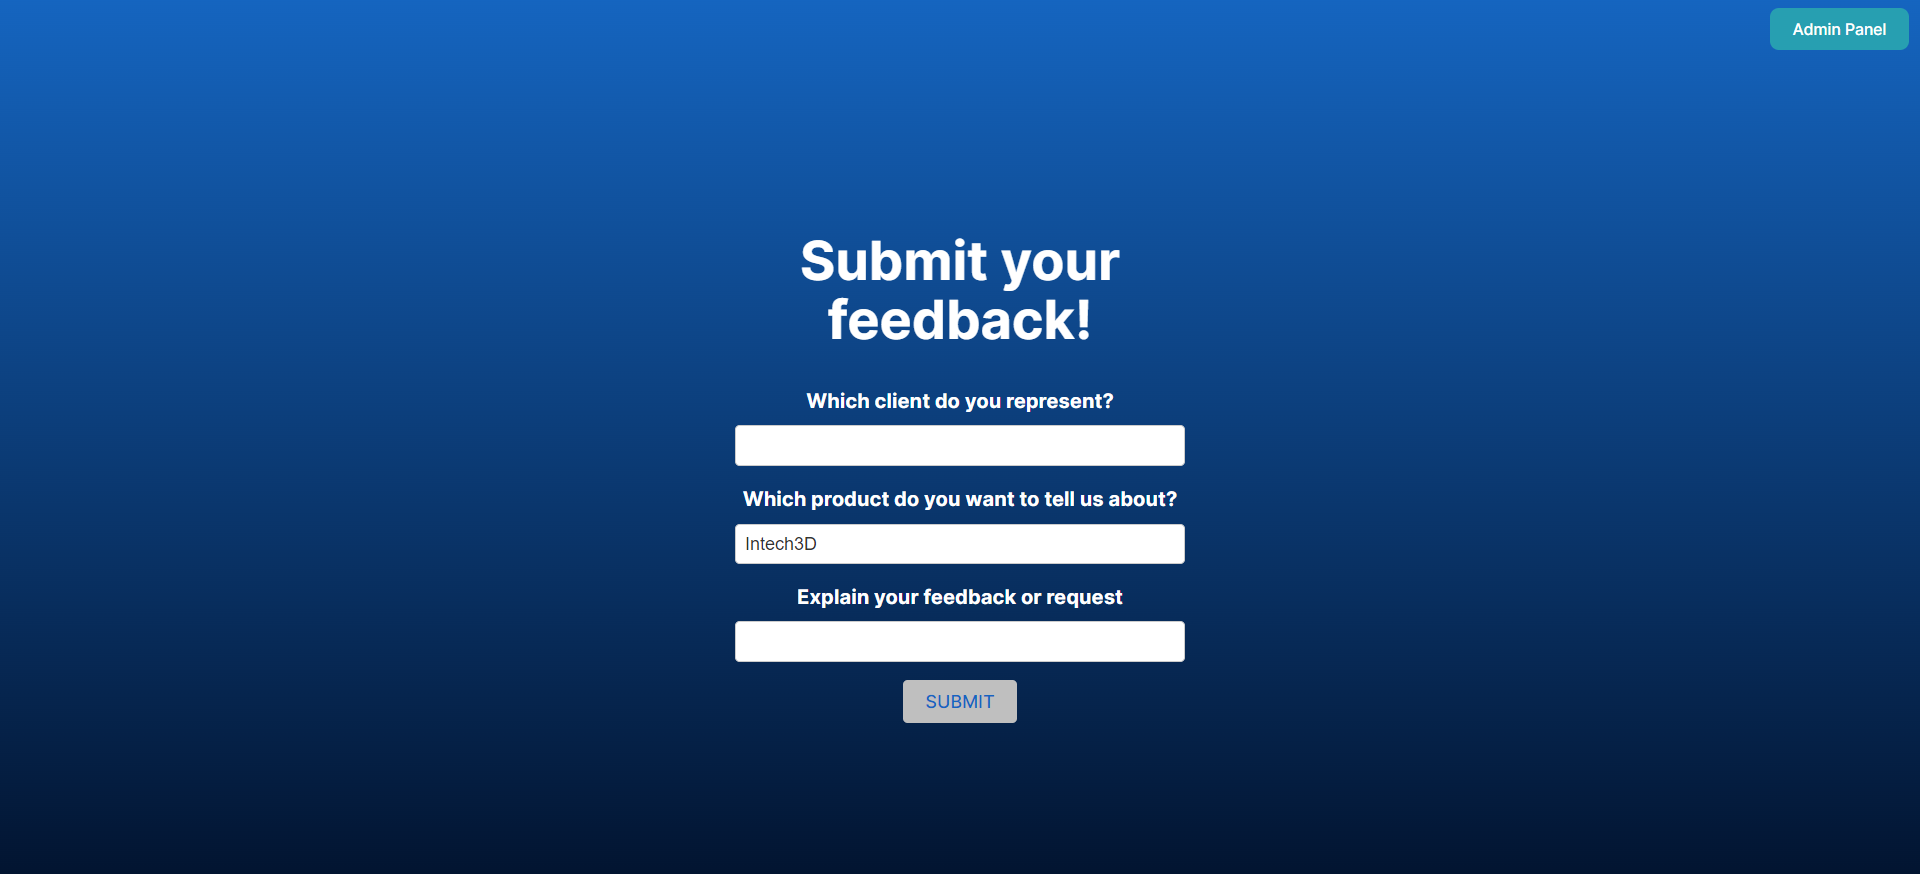 Admin Panel
Submit your
feedback!
Which client do you represent?
Which product do you want to tell us about?
Intech3D
Explain your feedback or request
SUBMIT